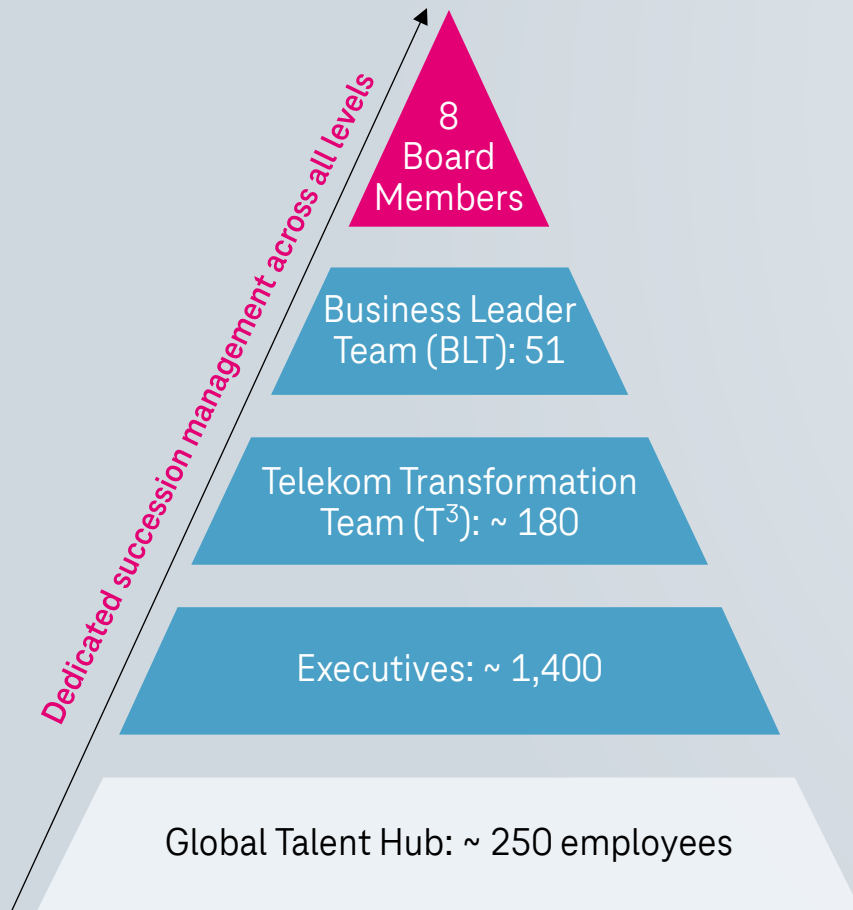 Dedicated succession management across all levels
8
Board
Members
Business Leader
Team (BLT): 51
Telekom Transformation
Team (T³): ~ 180
Executives: ~ 1,400
Global Talent Hub: ~ 250 employees